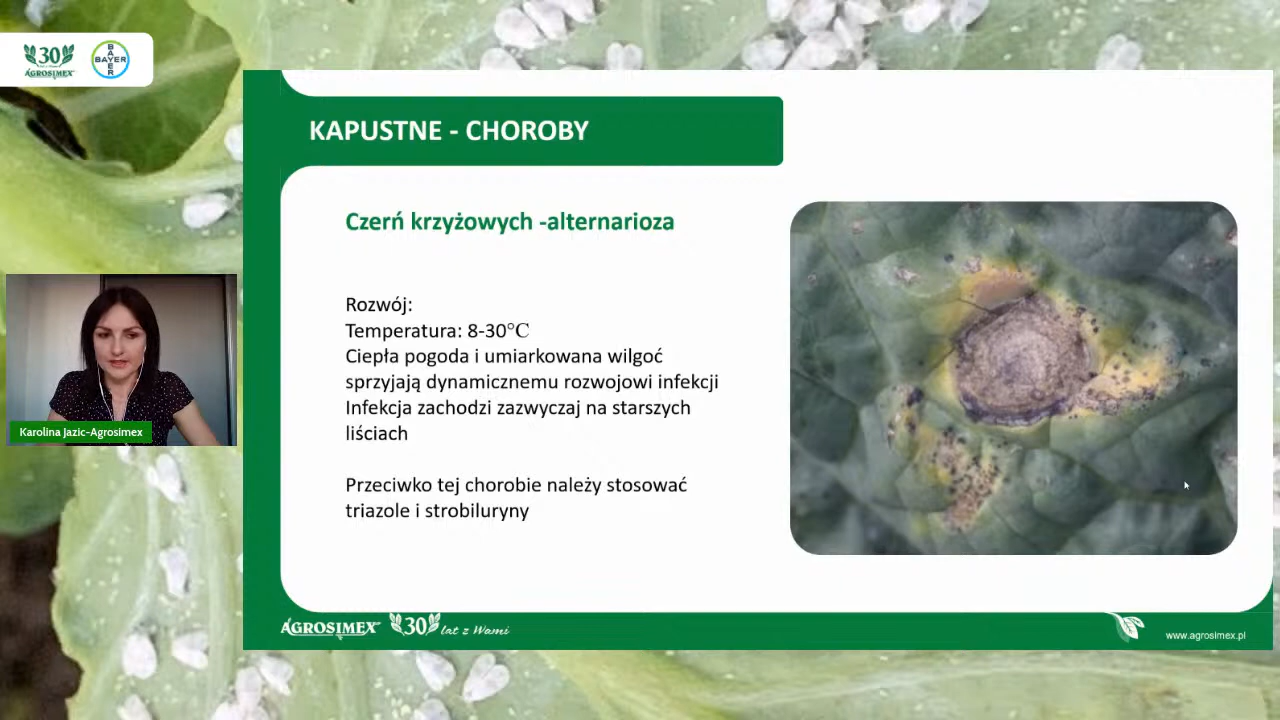 30
AGROSIMEX
BAYER
BAYER
KAPUSTNE - CHOROBY
Czerń krzyżowych -alternarioza
Rozwój:
Temperatura: 8-30°C
Ciepła pogoda i umiarkowana wilgoć
sprzyjają dynamicznemu rozwojowi infekcji
Infekcja zachodzi zazwyczaj na starszych
liściach
Przeciwko tej chorobie należy stosować
triazole i strobiluryny
Karolina Jazic-Agrosimex
AGROSIMEX 30 lat z Wami
www.agrosimex.pl